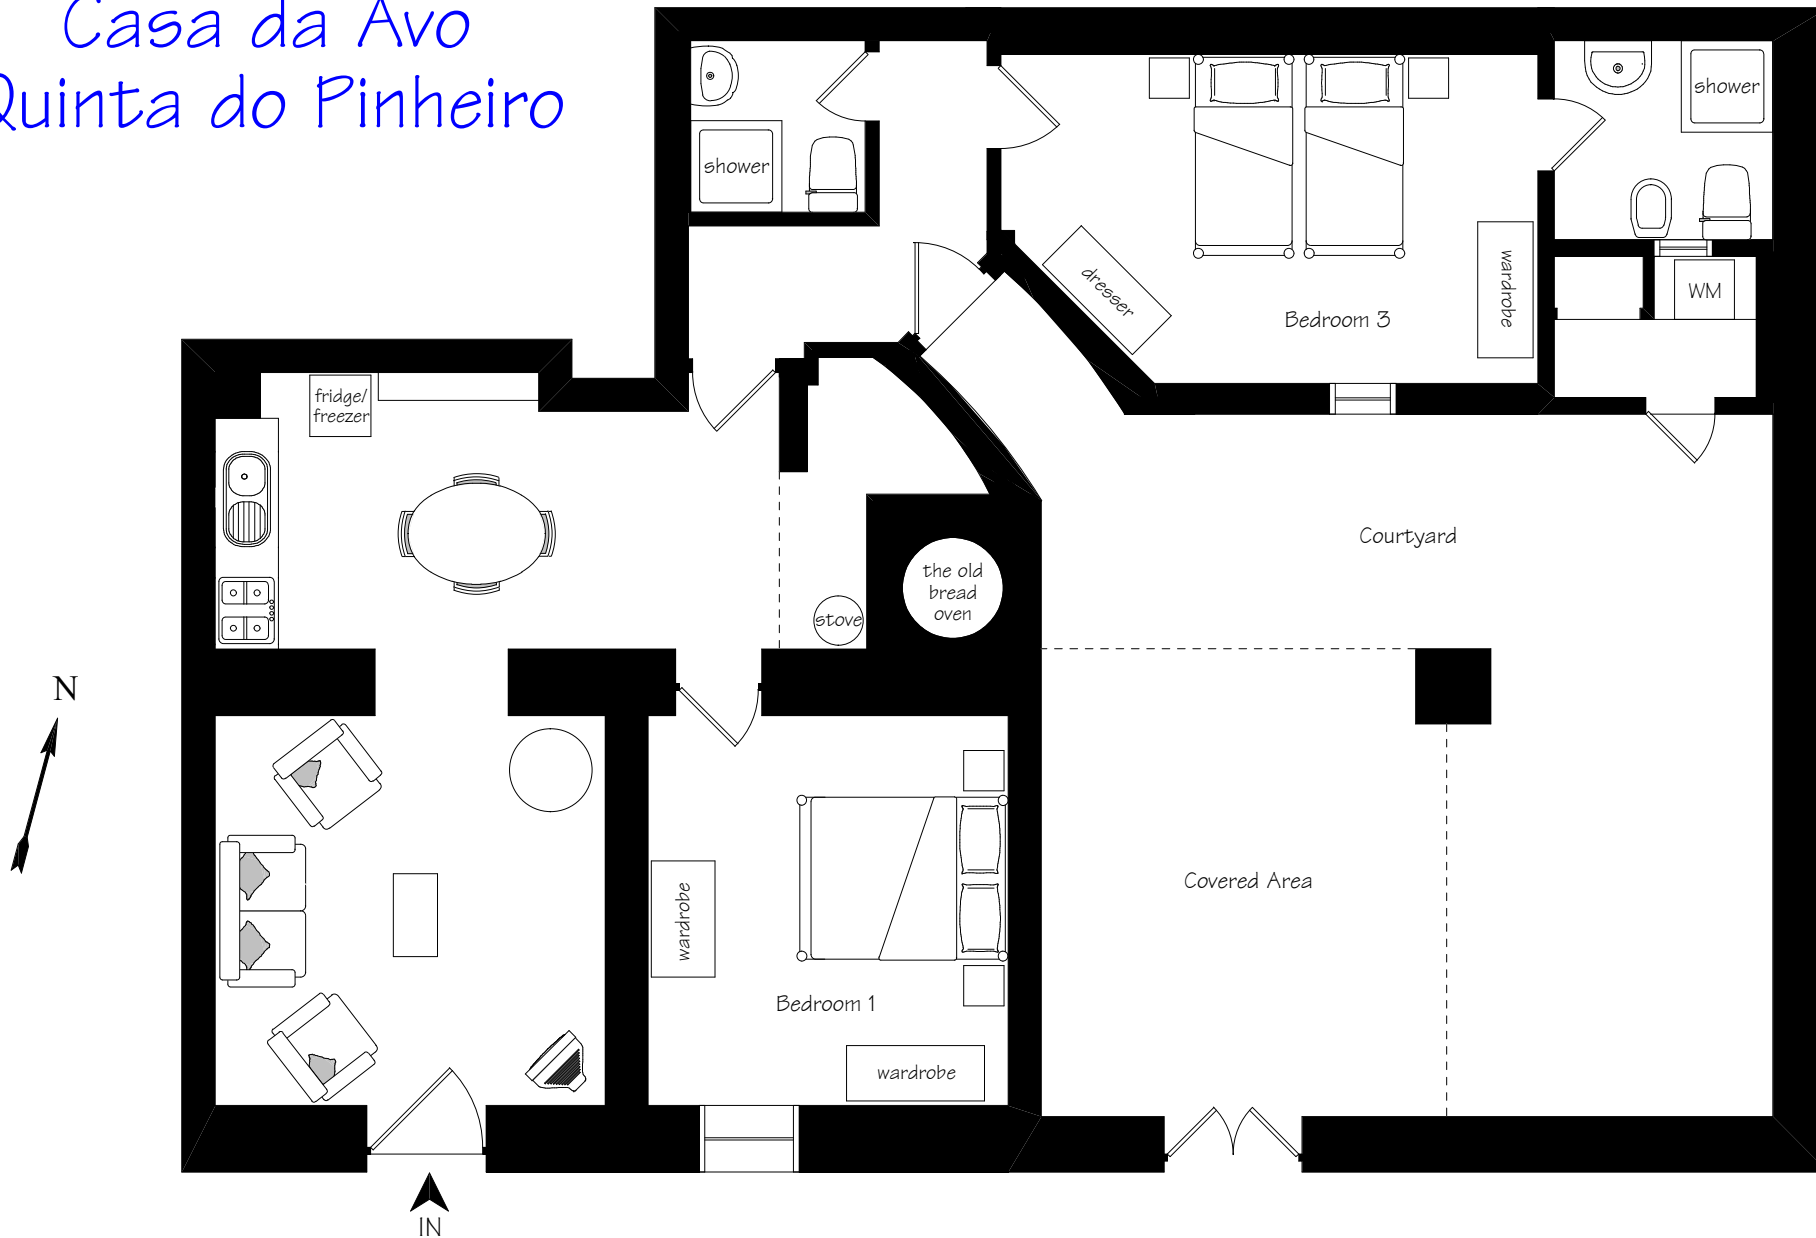 Casa da Avo
Quinta do Pinheiro
shower
shower
dresser
wardrobe
WM
Bedroom 3
fridge/
freezer
Courtyard
the old
bread
oven
stove
N
Covered Area
wardrobe
Bedroom 1
wardrobe
IN